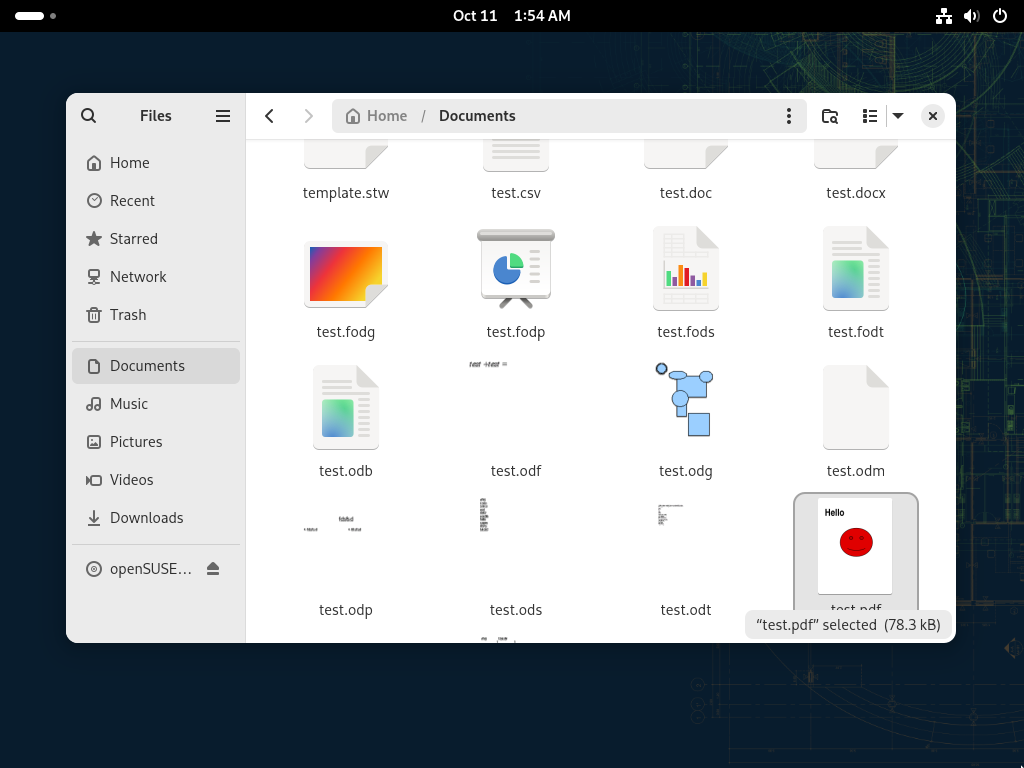 Oct 11 1:54 AM
Files
Home / Documents
Home
Recent
Starred
Network
Trash
Documents
Music
Pictures
Videos
Downloads
openSUSE…
template.stw test.csv test.doc test.docx
test.fodg test.fodp test.fods test.fodt
test +test =
test.odb test.odf test.odg test.odm
Hello
test.odp test.ods test.odt test.pdf
“test.pdf” selected (78.3 kB)